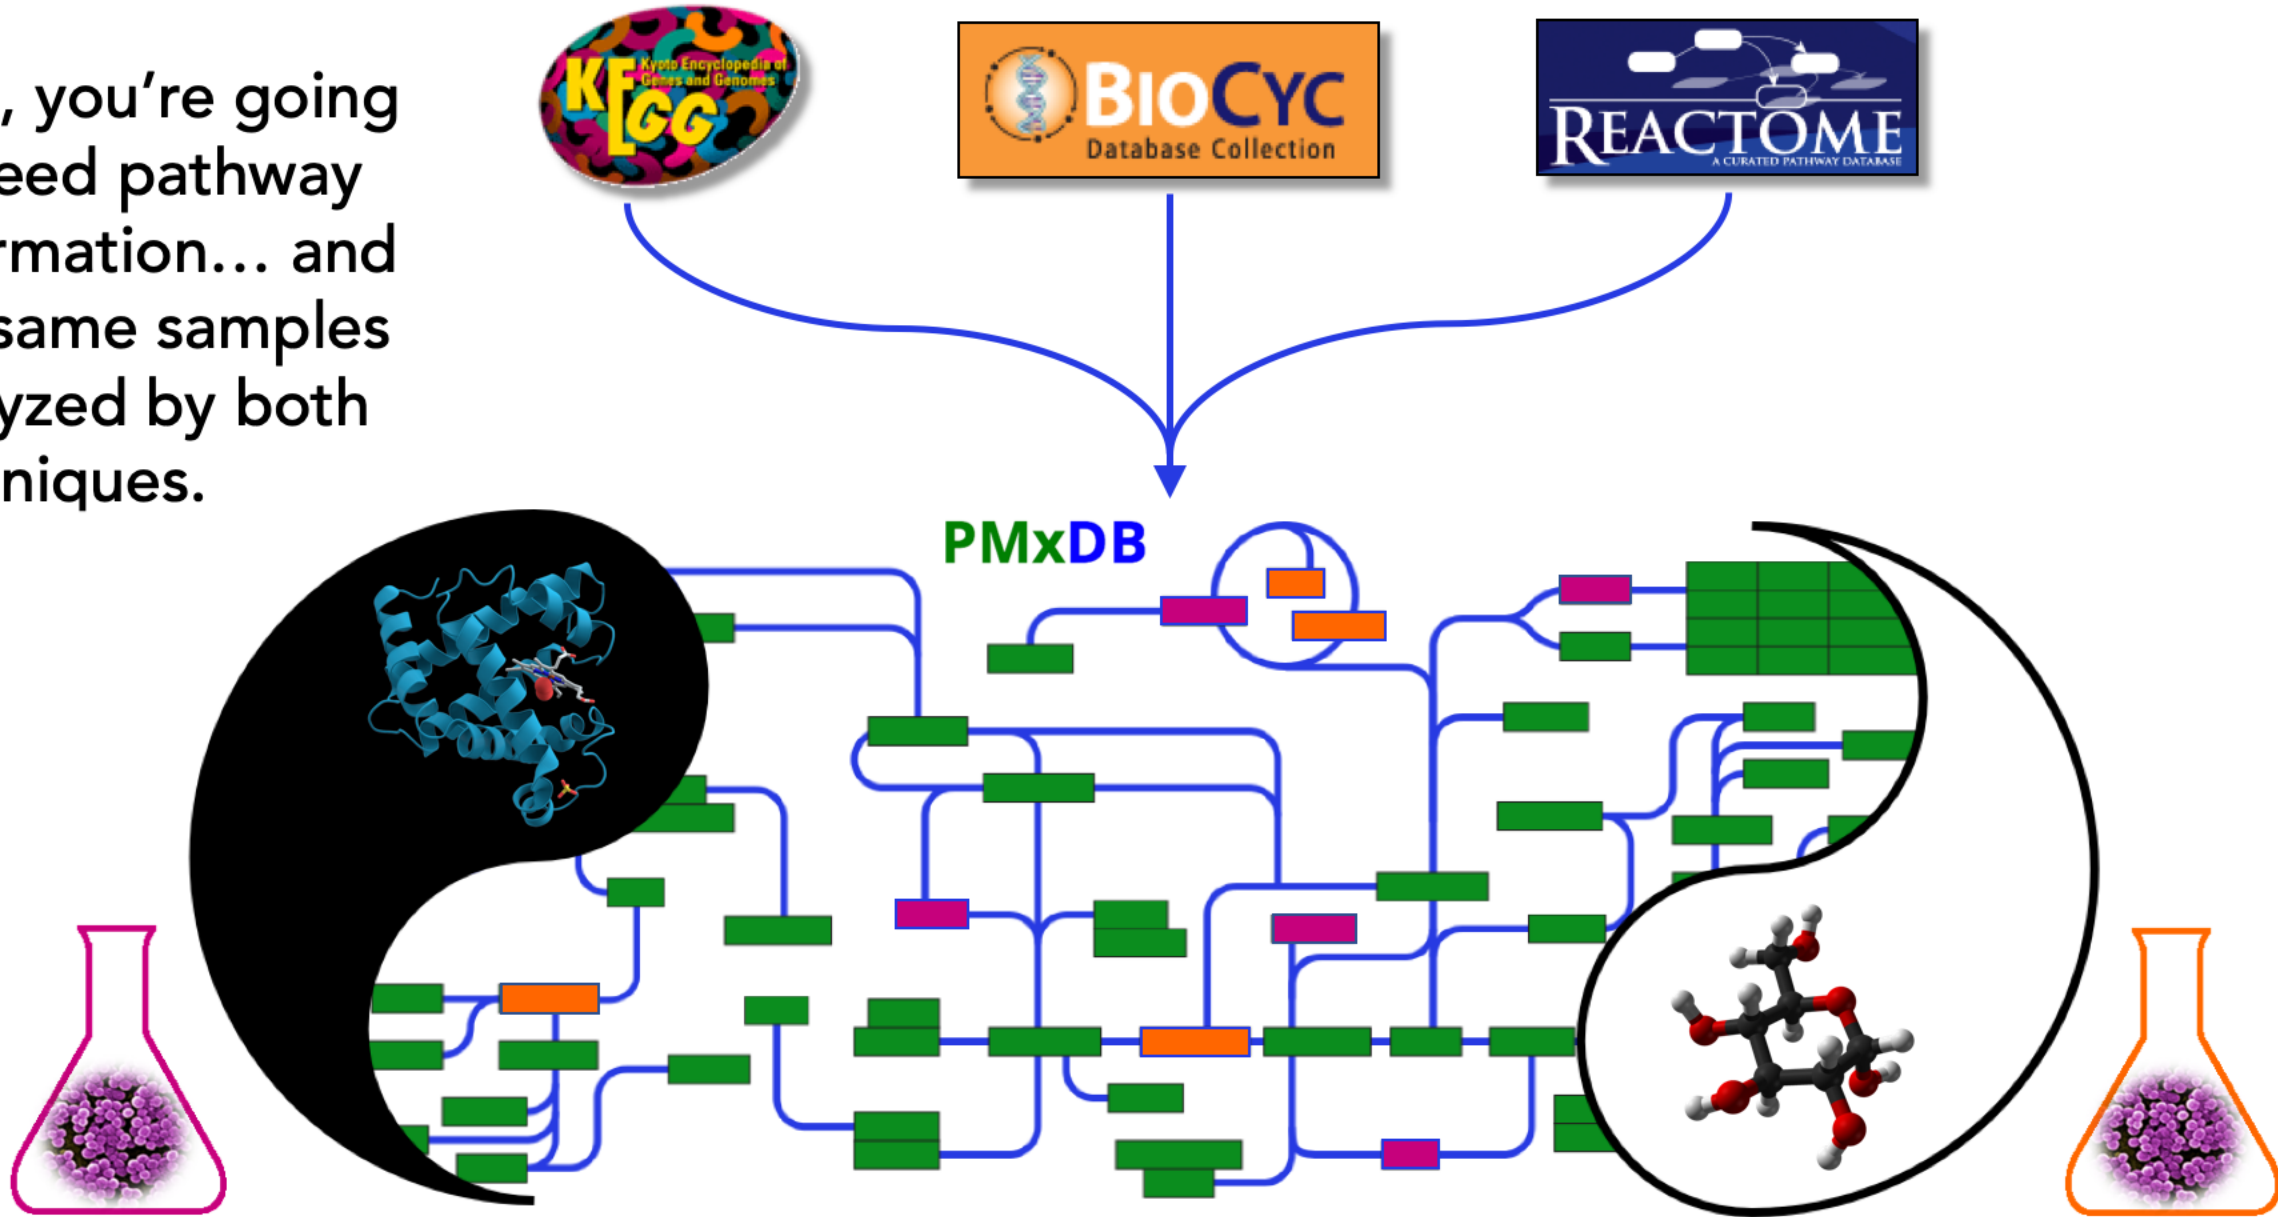 , you’re going
eed pathway
rmation… and
same samples
yzed by both
niques.
KEGG
Kyoto Encyclopedia of
Genes and Genomes
BIOCYC
Database Collection
REACTOME
A CURATED PATHWAY DATABASE
PMxDB